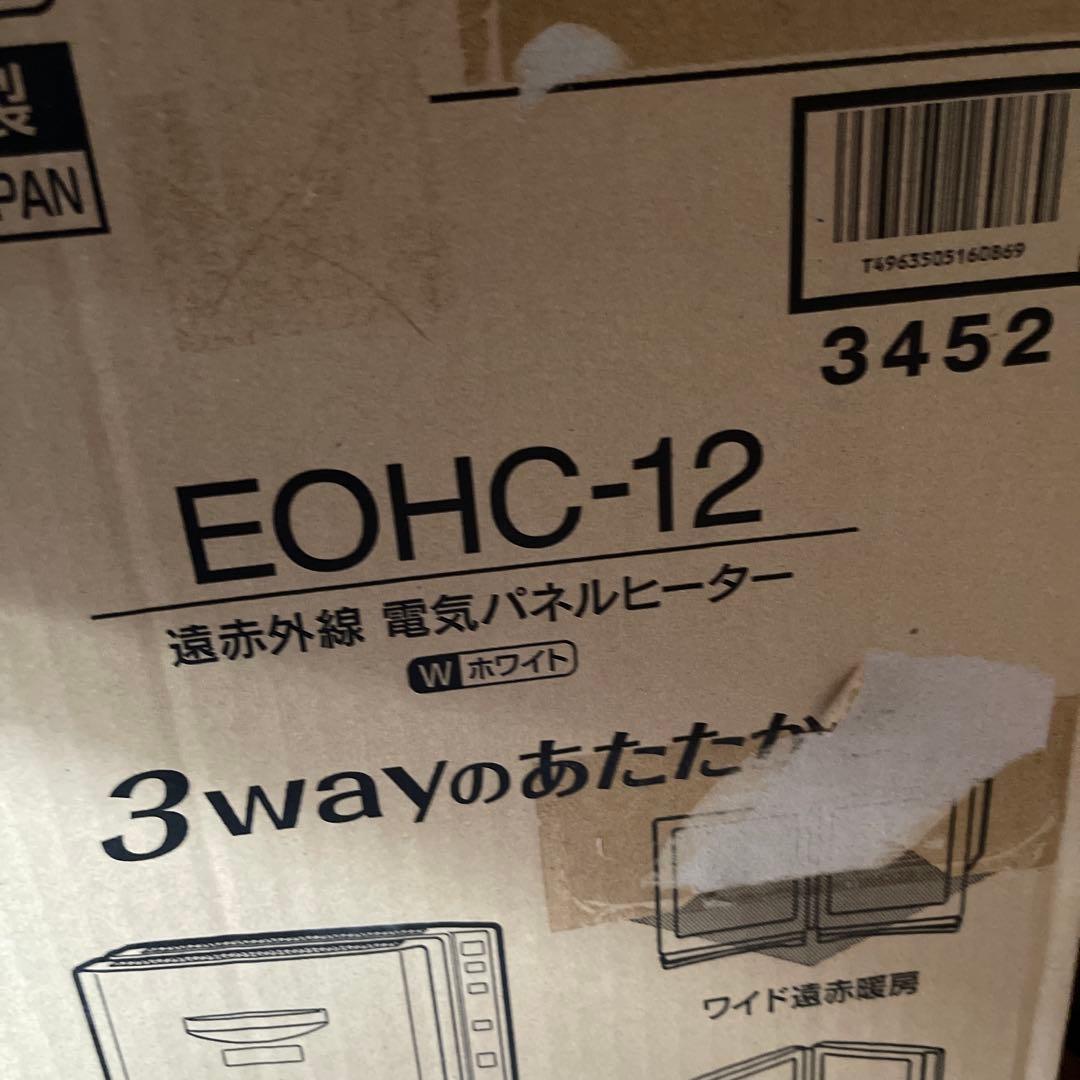 製
PAN
T4963505160869
3452
EOHC-12
遠赤外線 電気パネルヒーター
W ホワイト
3wayのあたたか
ワイド遠赤暖房